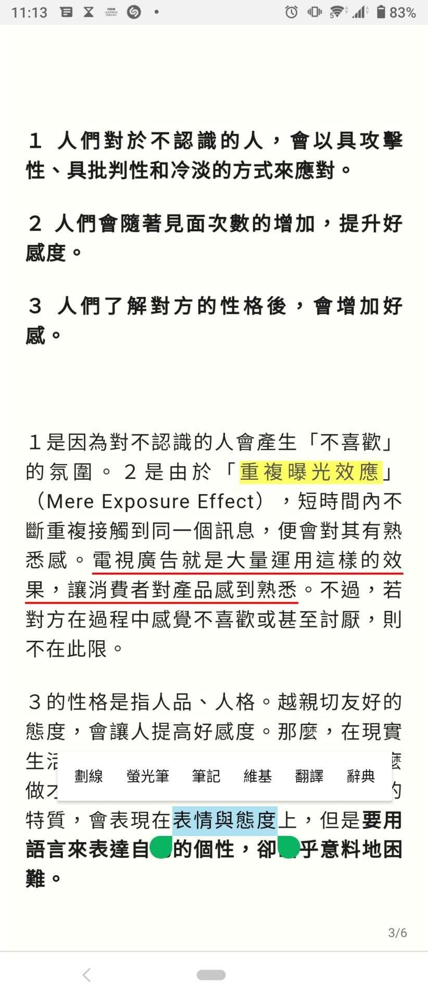 11:13
BBC
LEARNING
ENGLISH
5
83%
１ 人們對於不認識的人，會以具攻擊
性、具批判性和冷淡的方式來應對。
２ 人們會隨著見面次數的增加，提升好
感度。
３ 人們了解對方的性格後，會增加好
感。
１是因為對不認識的人會產生「不喜歡」
的氛圍。２是由於「重複曝光效應」
（Mere Exposure Effect），短時間內不
斷重複接觸到同一個訊息，便會對其有熟
悉感。電視廣告就是大量運用這樣的效
果，讓消費者對產品感到熟悉。不過，若
對方在過程中感覺不喜歡或甚至討厭，則
不在此限。
３的性格是指人品、人格。越親切友好的
態度，會讓人提高好感度。那麼，在現實
生活 麼
劃線 螢光筆 筆記 維基 翻譯 辭典
做才 的
特質，會表現在表情與態度上，但是要用
語言來表達自 的個性，卻 乎意料地困
難。
3/6